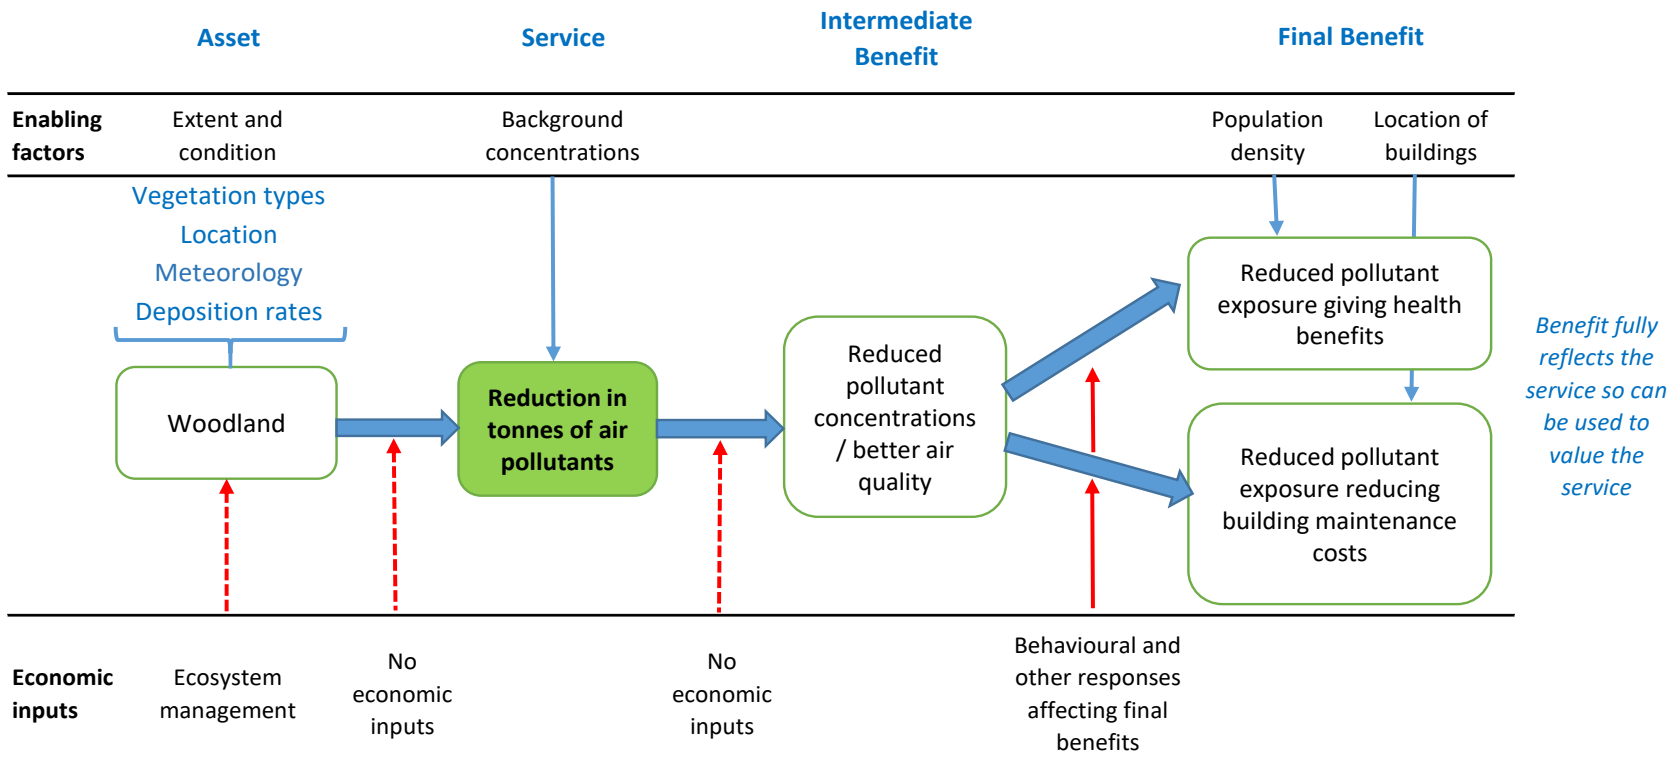 Asset
Service
Intermediate
Benefit
Final Benefit
Enabling
factors
Extent and
condition
Background
concentrations
Population
density
Location of
buildings
Vegetation types
Location
Meteorology
Deposition rates
Woodland
Reduction in
tonnes of air
pollutants
Reduced
pollutant
concentrations
/ better air
quality
Reduced pollutant
exposure giving health
benefits
Reduced pollutant
exposure reducing
building maintenance
costs
Benefit fully
reflects the
service so can
be used to
value the
service
Economic
inputs
Ecosystem
management
No
economic
inputs
No
economic
inputs
Behavioural and
other responses
affecting final
benefits